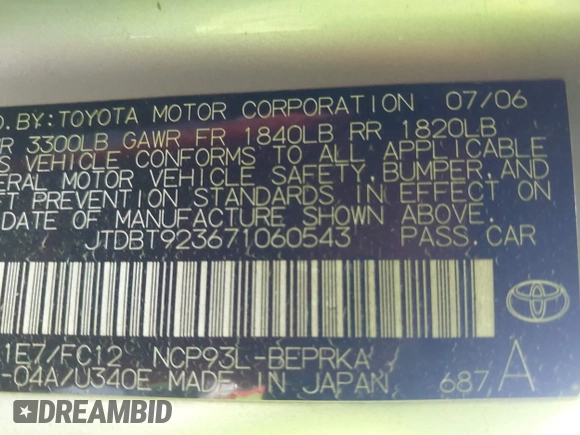 D.BY:TOYOTA MOTOR CORPORATION 07/06
R 3300LB GAWR FR 1840LB RR 1820LB
S VEHICLE CONFORMS TO ALL APPLICABLE
ERAL MOTOR VEHICLE SAFETY,BUMPER,AND
FT PREVENTION STANDARDS IN EFFECT ON
DATE OF MANUFACTURE SHOWN ABOVE.
JTDBT923671060543 PASS.CAR
1E7/FC12 NCP93L-BEPRKA
-04A/U340E MADE IN JAPAN 687 A
DREAMBID